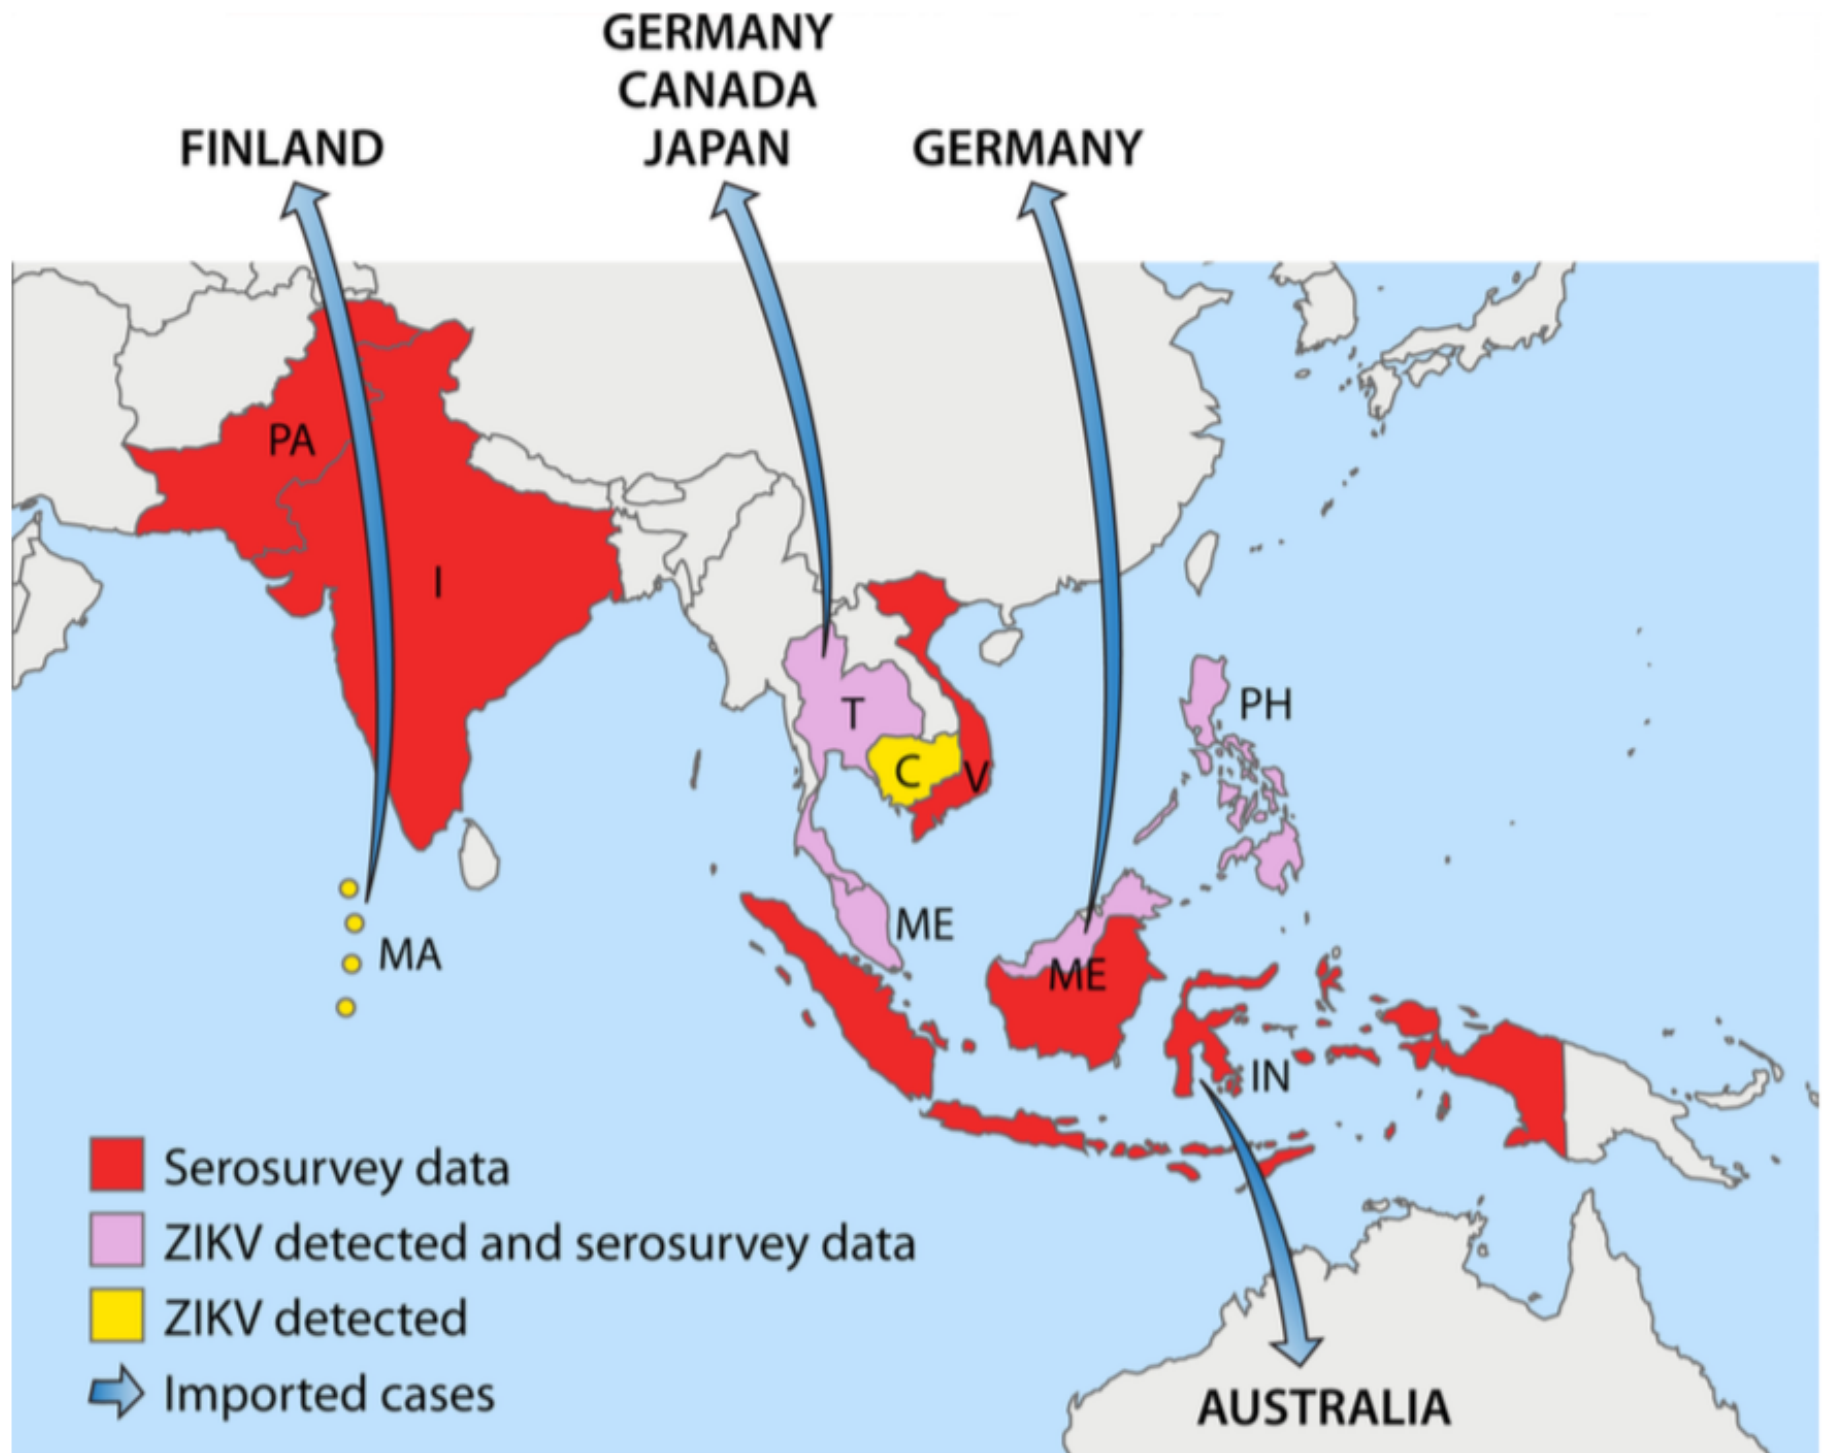 GERMANY
CANADA
FINLAND JAPAN GERMANY
PA
I
PH
T
C V
ME
MA
ME
IN
Serosurvey data
ZIKV detected and serosurvey data
ZIKV detected
Imported cases
AUSTRALIA